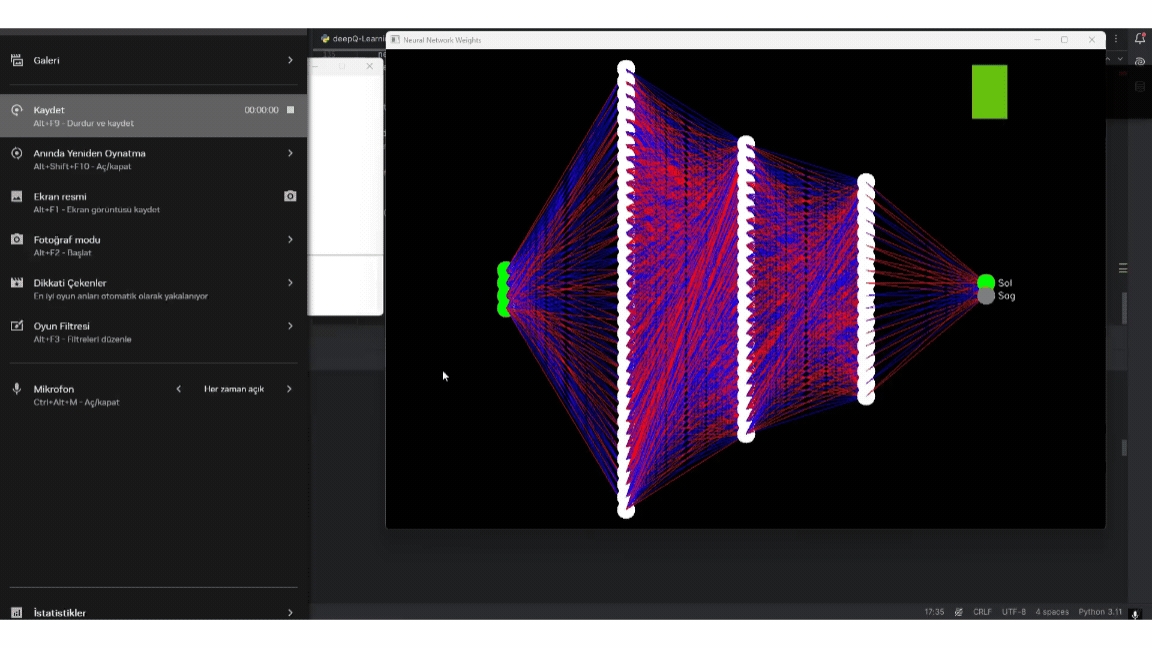 Galeri
Kaydet 00:00:00
Alt+F9 - Durdur ve kaydet
Anında Yeniden Oynatma
Alt+Shift+F10 - Aç/kapat
Ekran resmi
Alt+F1 - Ekran görüntüsü kaydet
Fotoğraf modu
Alt+F2 - Başlat
Dikkati Çekenler
En iyi oyun anları otomatik olarak yakalanıyor
Oyun Filtresi
Alt+F3 - Filtreleri düzenle
Mikrofon Her zaman açık
Ctrl+Alt+M - Aç/kapat
İstatistikler
deepQ-Learni
Neural Network Weights
Sol
Sag
17:35 CRLF UTF-8 4 spaces Python 3.11